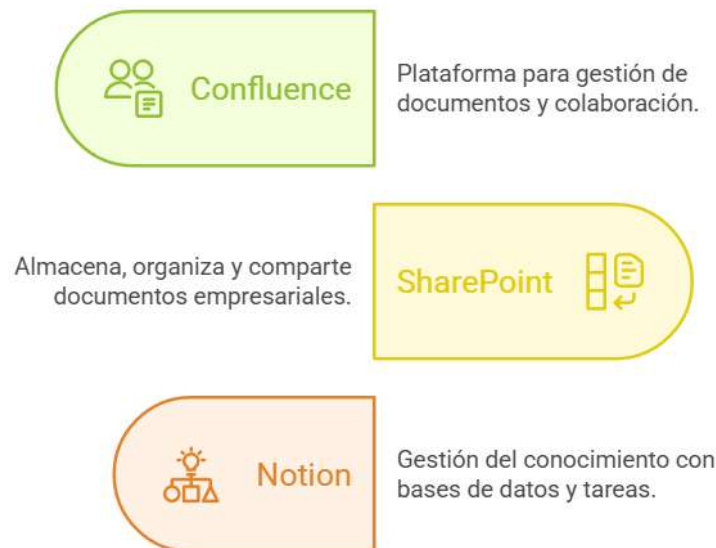 Confluence
Plataforma para gestión de
documentos y colaboración.
Almacena, organiza y comparte
documentos empresariales.
SharePoint
Notion
Gestión del conocimiento con
bases de datos y tareas.